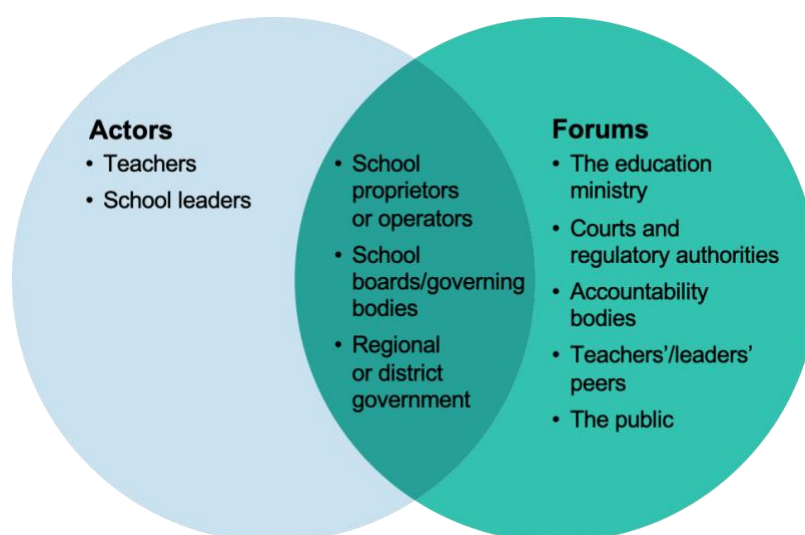 Actors
• Teachers
• School leaders
• School
proprietors
or operators
• School
boards/governing
bodies
• Regional
or district
government
Forums
• The education
ministry
• Courts and
regulatory authorities
• Accountability
bodies
• Teachers’/leaders’
peers
• The public